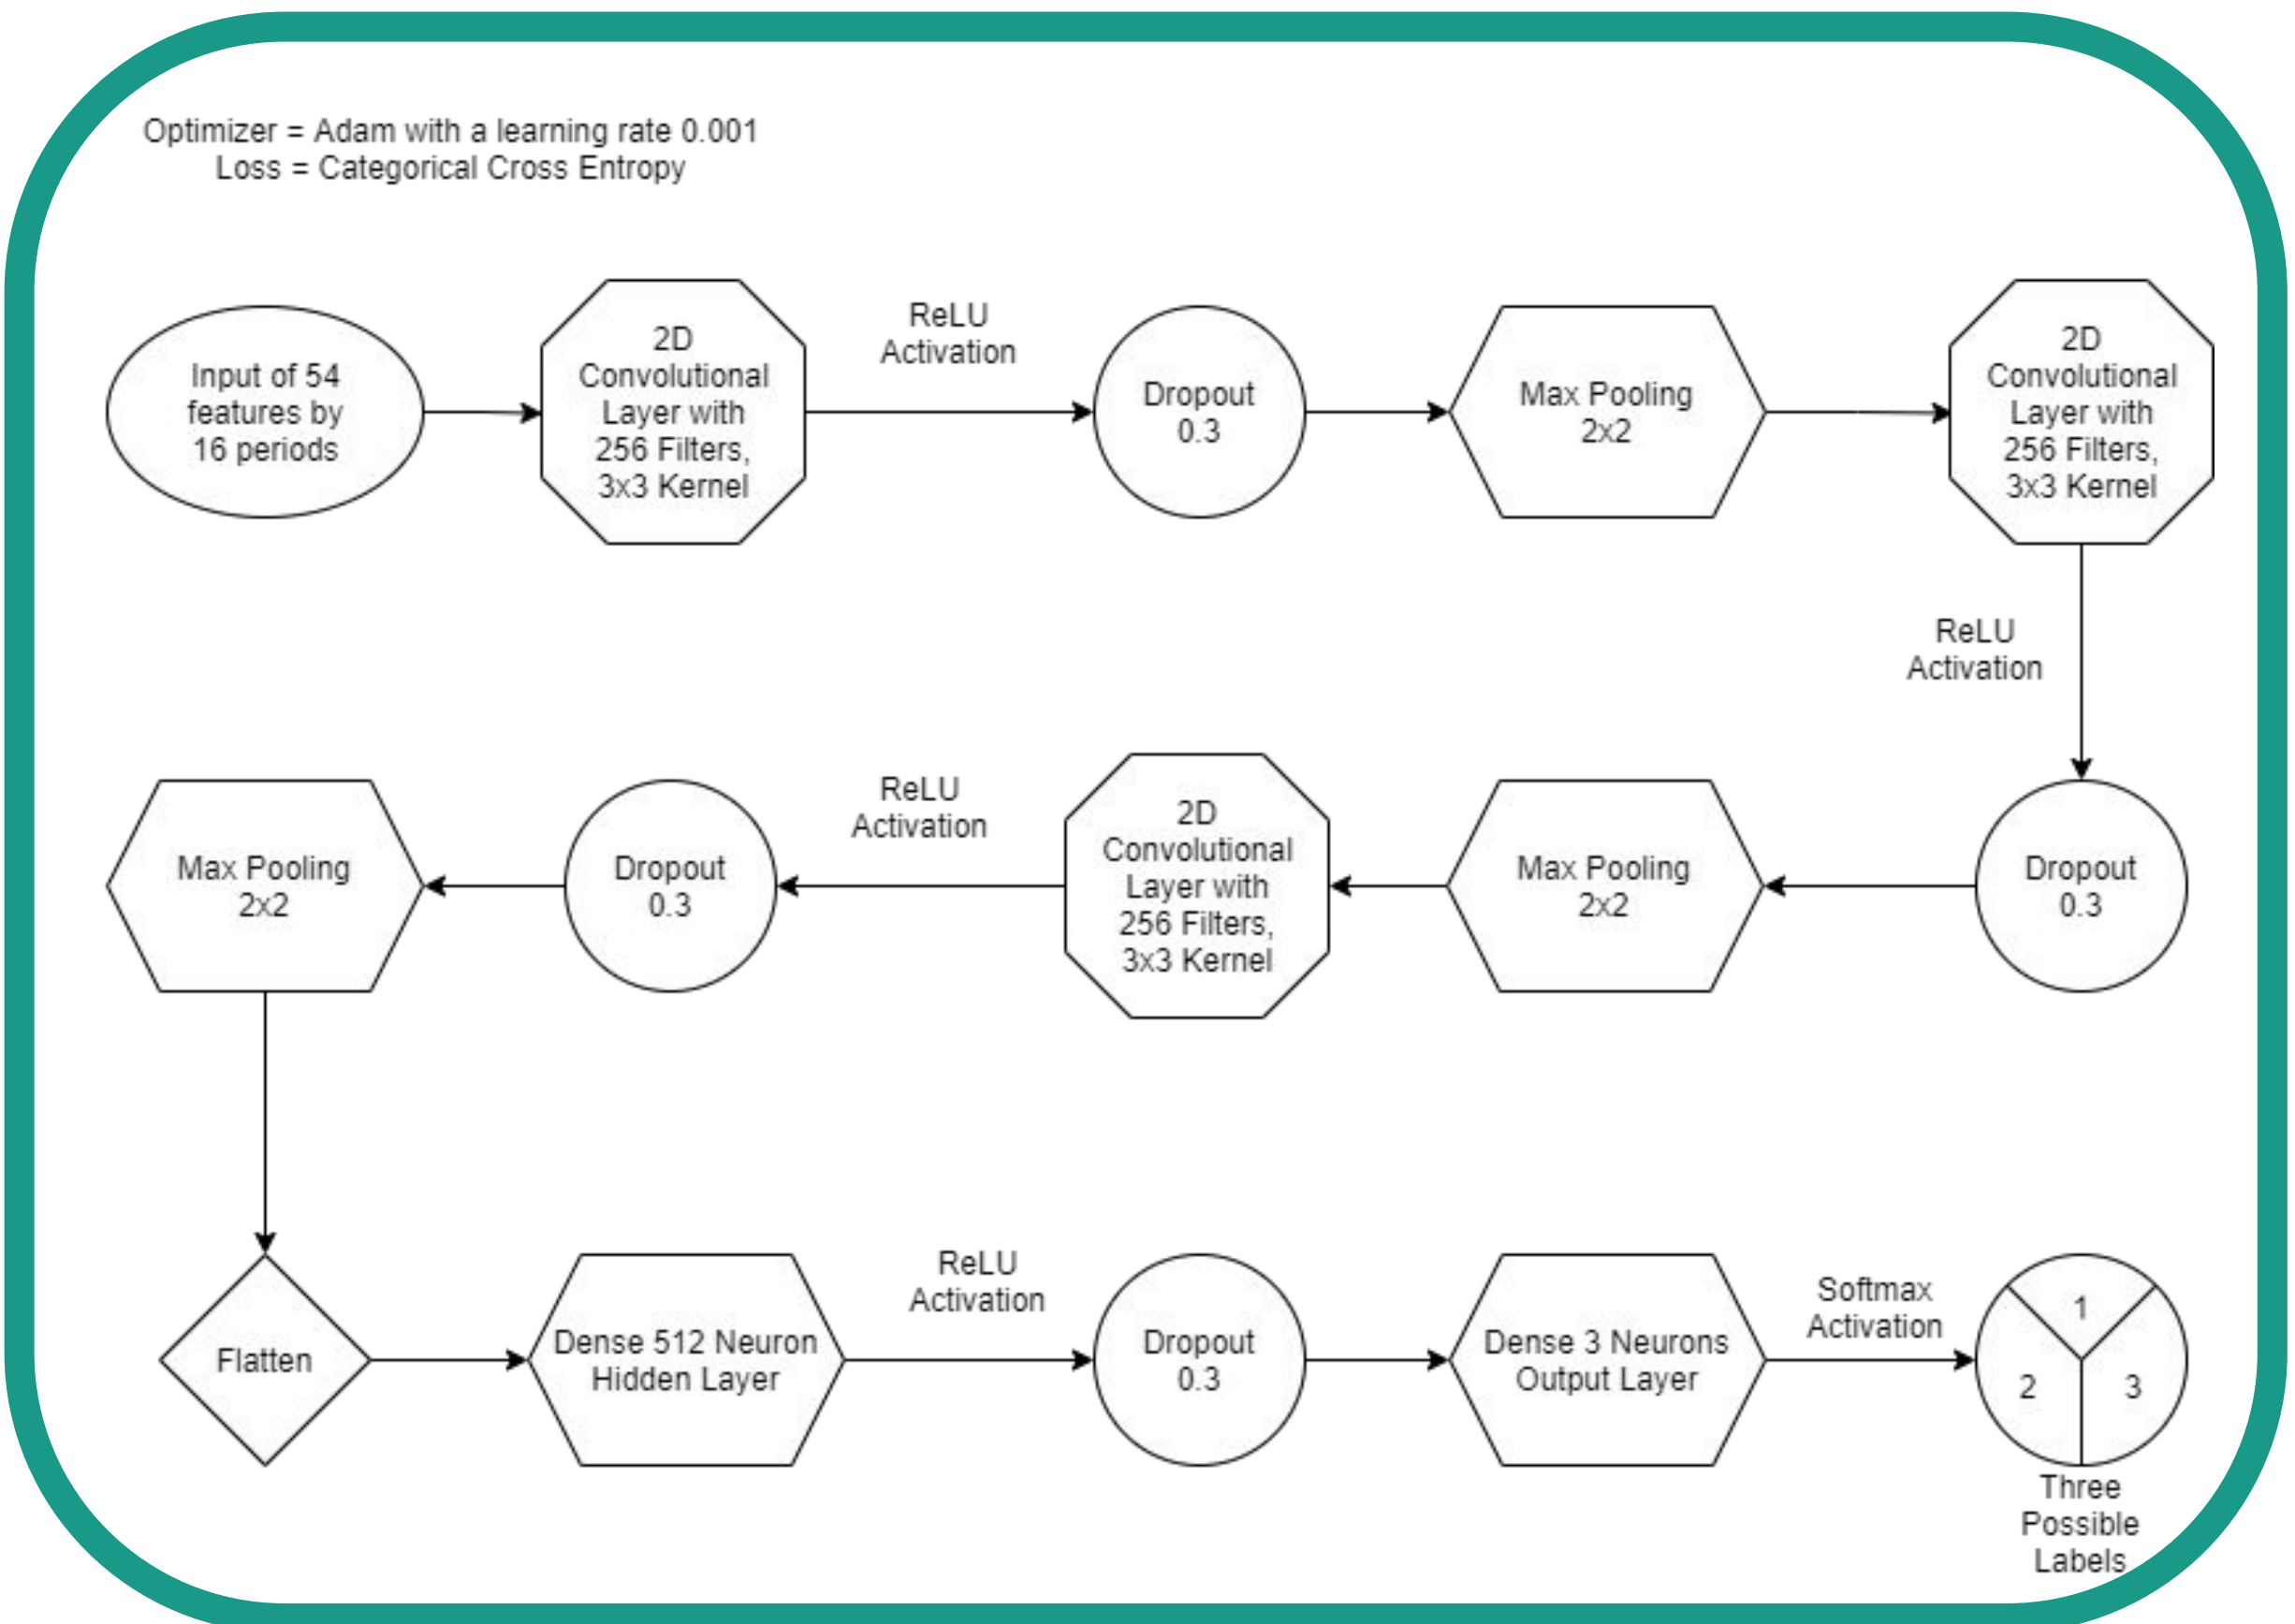 Optimizer = Adam with a learning rate 0.001
Loss = Categorical Cross Entropy
Input of 54
features by
16 periods
2D
Convolutional
Layer with
256 Filters,
3x3 Kernel
ReLU
Activation
Dropout
0.3
Max Pooling
2x2
2D
Convolutional
Layer with
256 Filters,
3x3 Kernel
ReLU
Activation
Dropout
0.3
Max Pooling
2x2
2D
Convolutional
Layer with
256 Filters,
3x3 Kernel
ReLU
Activation
Dropout
0.3
Max Pooling
2x2
Flatten
Dense 512 Neuron
Hidden Layer
ReLU
Activation
Dropout
0.3
Dense 3 Neurons
Output Layer
Softmax
Activation
1
2
3
Three
Possible
Labels